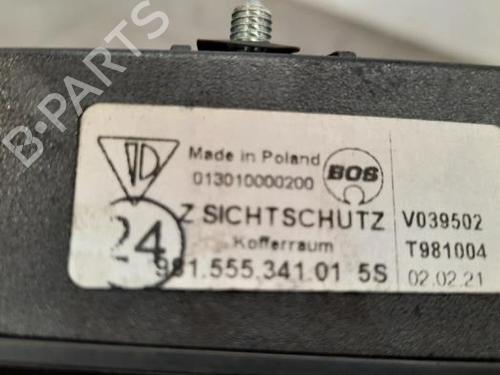 B-PARTS
Made in Poland
013010000200
BOS
Z SICHTSCHUTZ
Kofferraum
24
981.555.341.01 5S
V039502
T981004
02.02.21